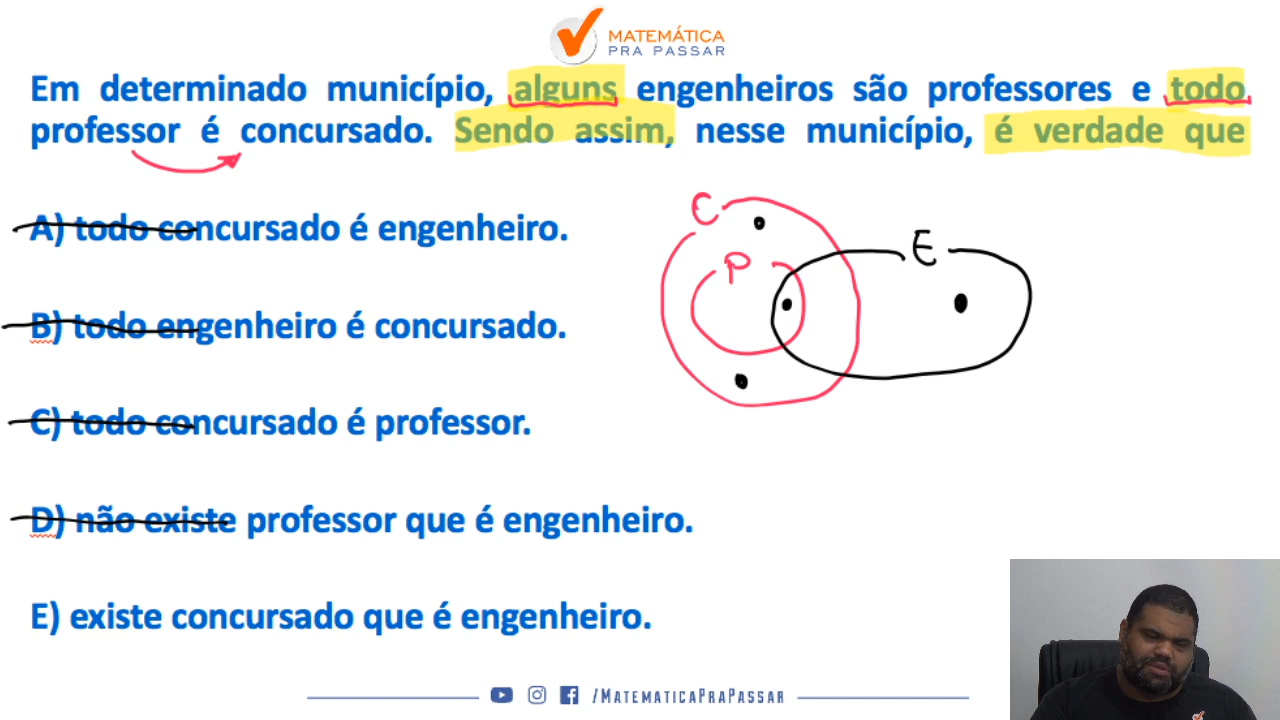 MATEMÁTICA
PRA PASSAR
Em determinado município, alguns engenheiros são professores e todo
professor é concursado. Sendo assim, nesse município, é verdade que
A) todo concursado é engenheiro.
B) todo engenheiro é concursado.
C) todo concursado é professor.
D) não existe professor que é engenheiro.
E) existe concursado que é engenheiro.
C
P
E
/MATEMATICAPRAPASSAR